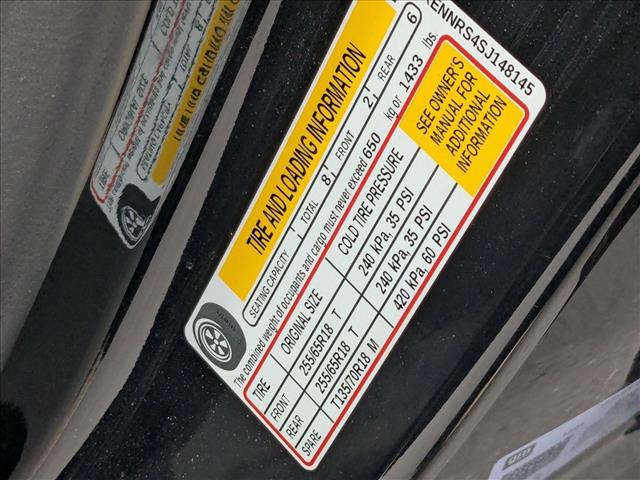 ENNRS4SJ148145
TIRE AND LOADING INFORMATION
SEATING CAPACITY TOTAL 8 FRONT 2 REAR 6
The combined weight of occupants and cargo must never exceed 650 kg or 1433 lbs.
TIRE ORIGINAL SIZE COLD TIRE PRESSURE
FRONT 255/65R18 T 240 kPa, 35 PSI
REAR 255/65R18 T 240 kPa, 35 PSI
SPARE T135/70R18 M 420 kPa, 60 PSI
SEE OWNER'S
MANUAL FOR
ADDITIONAL
INFORMATION
gm